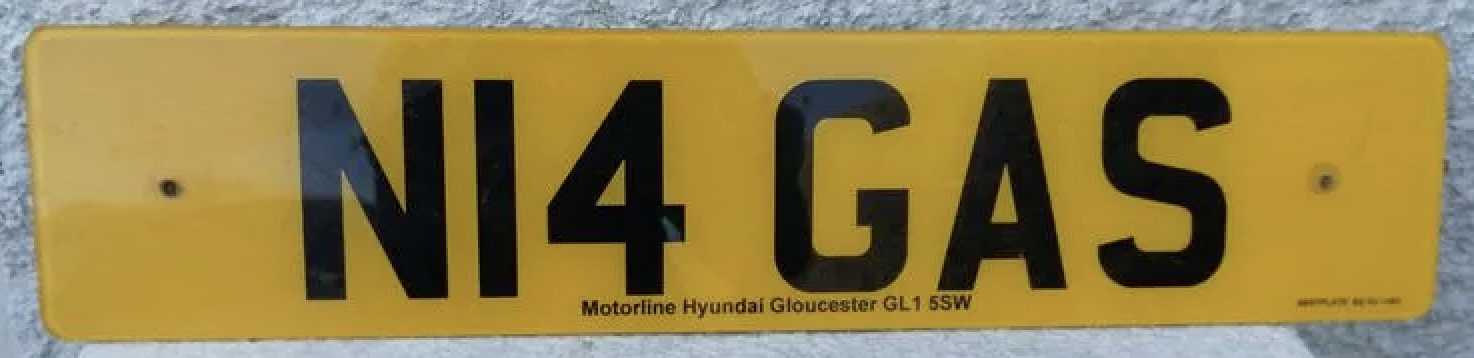 N14 GAS
Motorline Hyundai Gloucester GL1 5SW